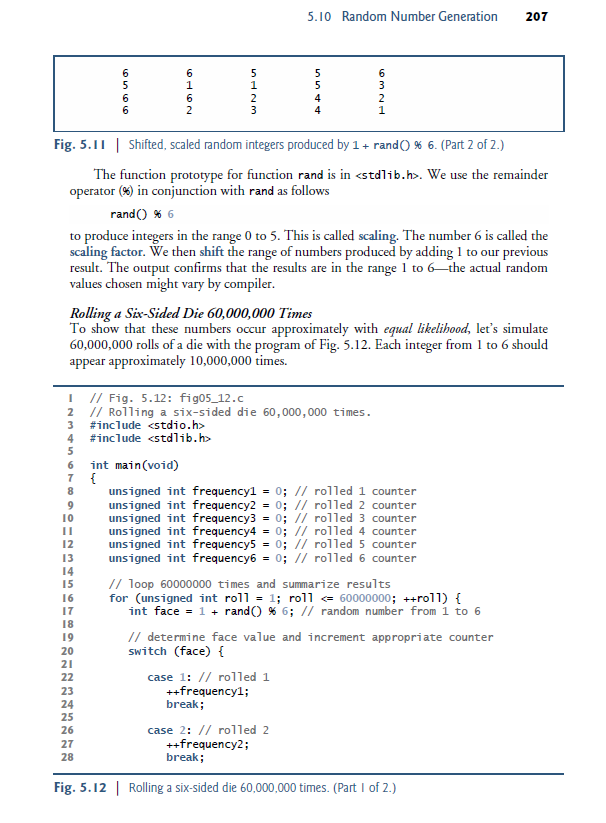 5.10 Random Number Generation 207
6 6 5 5 6
5 1 1 5 3
6 6 2 4 2
6 2 3 4 1
Fig. 5.11 | Shifted, scaled random integers produced by 1 + rand() % 6. (Part 2 of 2.)
The function prototype for function rand is in <stdlib.h>. We use the remainder
operator (%) in conjunction with rand as follows
rand() % 6
to produce integers in the range 0 to 5. This is called scaling. The number 6 is called the
scaling factor. We then shift the range of numbers produced by adding 1 to our previous
result. The output confirms that the results are in the range 1 to 6—the actual random
values chosen might vary by compiler.
Rolling a Six-Sided Die 60,000,000 Times
To show that these numbers occur approximately with equal likelihood, let's simulate
60,000,000 rolls of a die with the program of Fig. 5.12. Each integer from 1 to 6 should
appear approximately 10,000,000 times.
1 // Fig. 5.12: fig05_12.c
2 // Rolling a six-sided die 60,000,000 times.
3 #include <stdio.h>
4 #include <stdlib.h>
5
6 int main(void)
7 {
8 unsigned int frequency1 = 0; // rolled 1 counter
9 unsigned int frequency2 = 0; // rolled 2 counter
10 unsigned int frequency3 = 0; // rolled 3 counter
11 unsigned int frequency4 = 0; // rolled 4 counter
12 unsigned int frequency5 = 0; // rolled 5 counter
13 unsigned int frequency6 = 0; // rolled 6 counter
14
15 // loop 60000000 times and summarize results
16 for (unsigned int roll = 1; roll <= 60000000; ++roll) {
17 int face = 1 + rand() % 6; // random number from 1 to 6
18
19 // determine face value and increment appropriate counter
20 switch (face) {
21
22 case 1: // rolled 1
23 ++frequency1;
24 break;
25
26 case 2: // rolled 2
27 ++frequency2;
28 break;
Fig. 5.12 | Rolling a six-sided die 60,000,000 times. (Part 1 of 2.)